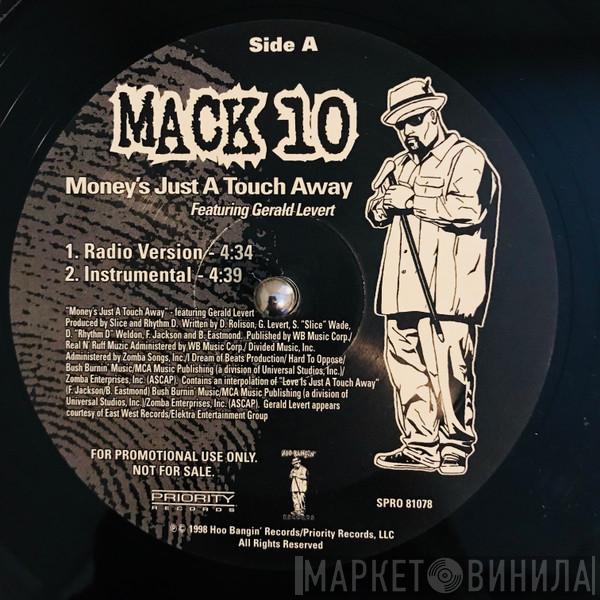 Side A
MACK 10
Money's Just A Touch Away
Featuring Gerald Levert
1. Radio Version - 4:34
2. Instrumental - 4:39
"Money's Just A Touch Away" - featuring Gerald Levert
Produced by Slice and Rhythm D. Written by D. Rolison, G. Levert, S. "Slice" Wade,
D. "Rhythm D" Weldon, F. Jackson and B. Eastmond. Published by WB Music Corp./
Real N Ruff Muzic Administered by WB Music Corp./ Divided Music, Inc.
Administered by Zomba Songs, Inc./I Dream of Beats Production/ Hard To Oppose/
Bush Burnin' Music/MCA Music Publishing (a division of Universal Studios, Inc.)/
Zomba Enterprises, Inc. (ASCAP). Contains an interpolation of "Love Is Just A Touch Away"
(F. Jackson/B. Eastmond) Bush Burnin' Music/MCA Music Publishing (a division of
Universal Studios, Inc.)/Zomba Enterprises, Inc. (ASCAP). Gerald Levert appears
courtesy of East West Records/Elektra Entertainment Group
FOR PROMOTIONAL USE ONLY.
NOT FOR SALE.
PRIORITY
RECORDS
HOO-BANGIN'
RECORDS
SPRO 81078
℗© 1998 Hoo Bangin' Records/Priority Records, LLC
All Rights Reserved
МАРКЕТ ВИНИЛА